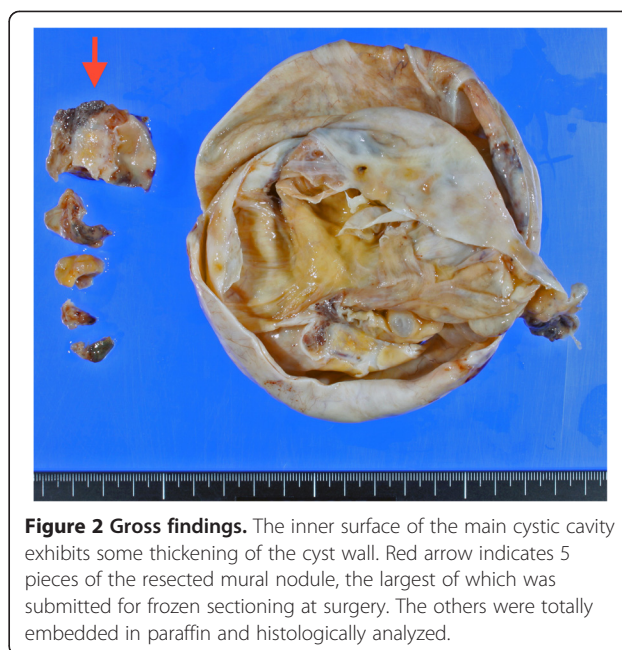 Figure 2 Gross findings. The inner surface of the main cystic cavity
exhibits some thickening of the cyst wall. Red arrow indicates 5
pieces of the resected mural nodule, the largest of which was
submitted for frozen sectioning at surgery. The others were totally
embedded in paraffin and histologically analyzed.